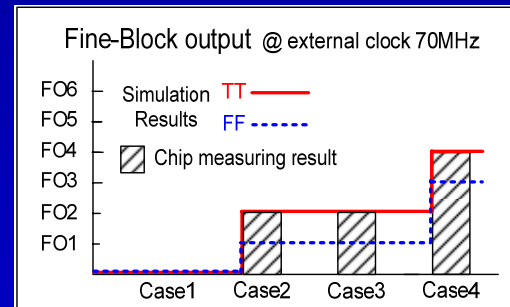 Fine-Block output @ external clock 70MHz
FO6
FO5
FO4
FO3
FO2
FO1
Simulation Results
TT
FF
Chip measuring result
Case1 Case2 Case3 Case4